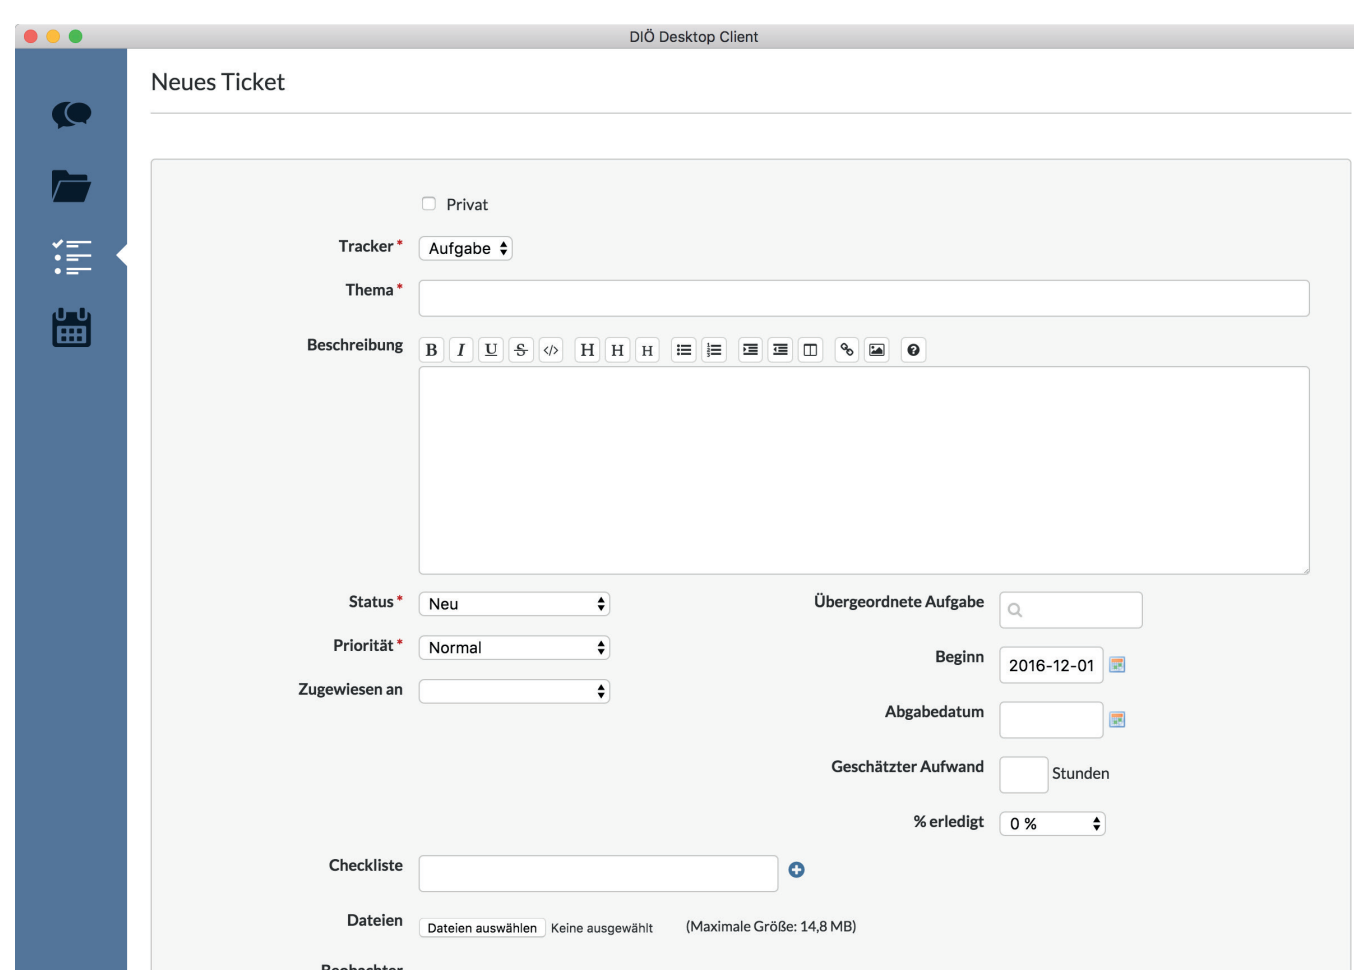 DIÖ Desktop Client
Neues Ticket
Privat
Tracker * Aufgabe
Thema *
Beschreibung B I U S </> H H H
Status * Neu
Übergeordnete Aufgabe
Priorität * Normal
Beginn 2016-12-01
Zugewiesen an
Abgabedatum
Geschätzter Aufwand Stunden
% erledigt 0 %
Checkliste
Dateien Dateien auswählen Keine ausgewählt (Maximale Größe: 14,8 MB)
Beobachter